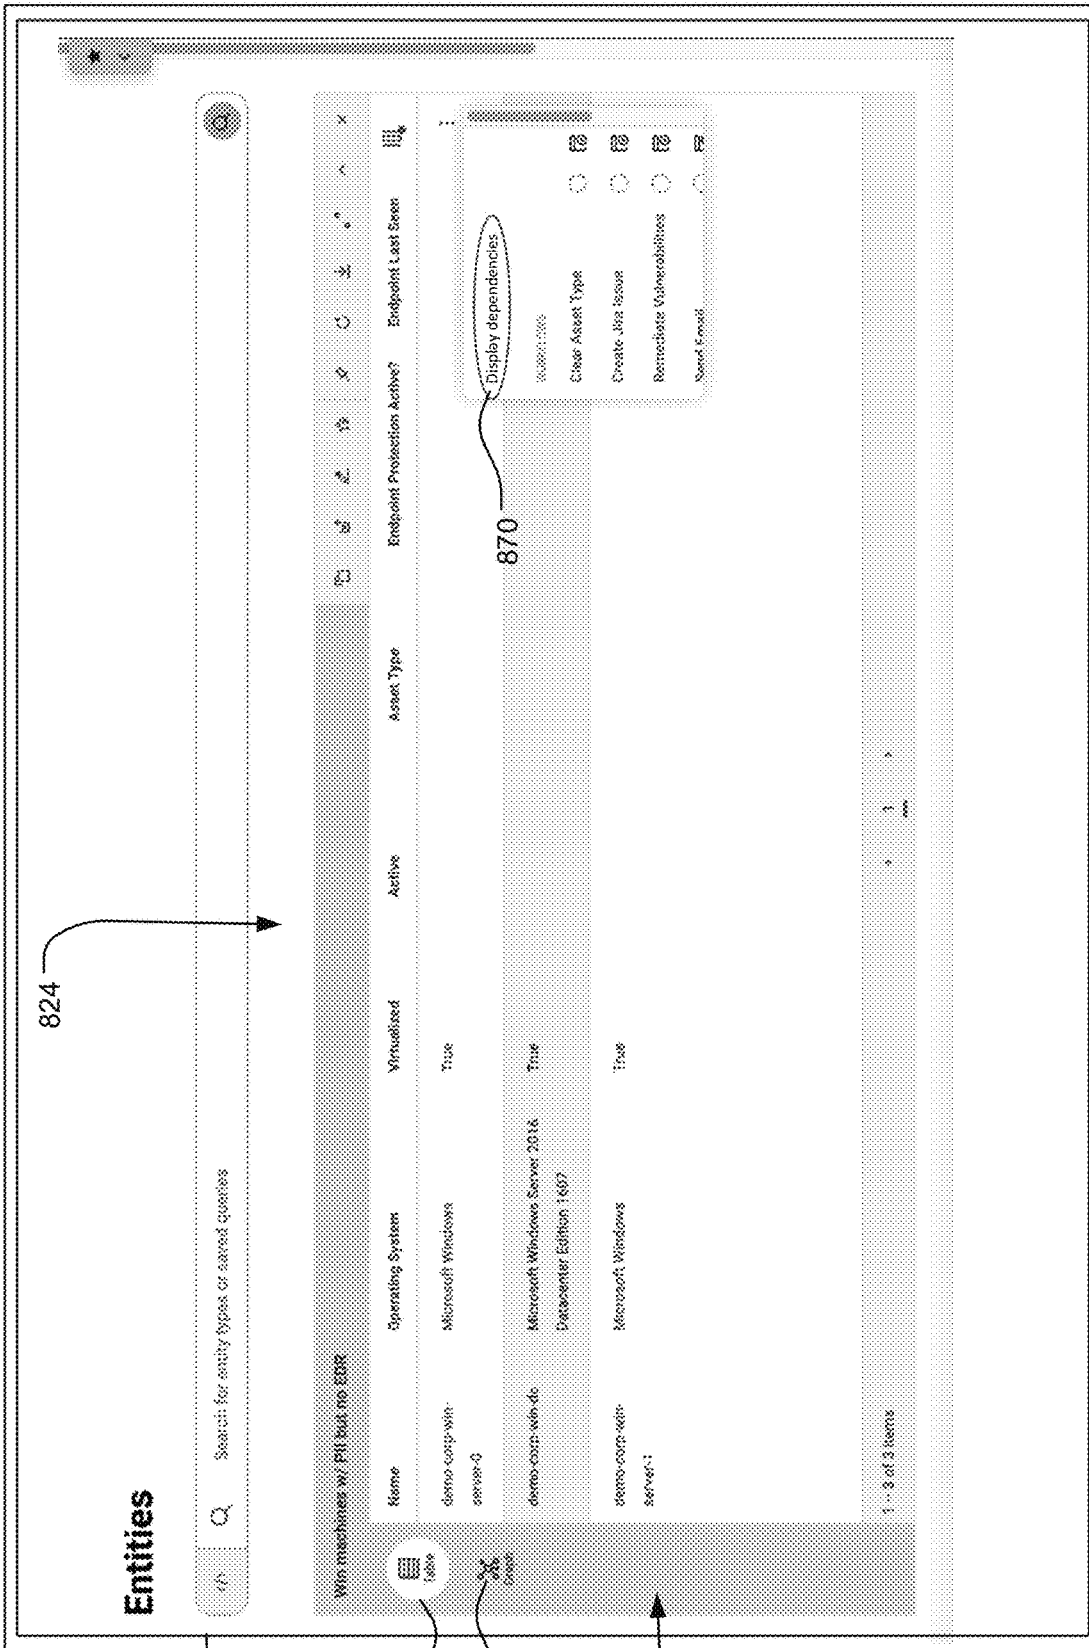 824
Entities
</> Search for entity types or saved queries
Win machines w/ PII but no EDR
Table
Graph
Name Operating System Virtualized Active Asset Type Endpoint Protection Active? Endpoint Last Seen
demo-corp-win-
server-0
Microsoft Windows
True
demo-corp-win-dc
Microsoft Windows Server 2016
Datacenter Edition 1607
True
demo-corp-win-
server-1
Microsoft Windows
True
Display dependencies
870
Clear Asset Type
Create Jira Issue
Remediate Vulnerabilities
Send Email
1 - 3 of 3 items
1